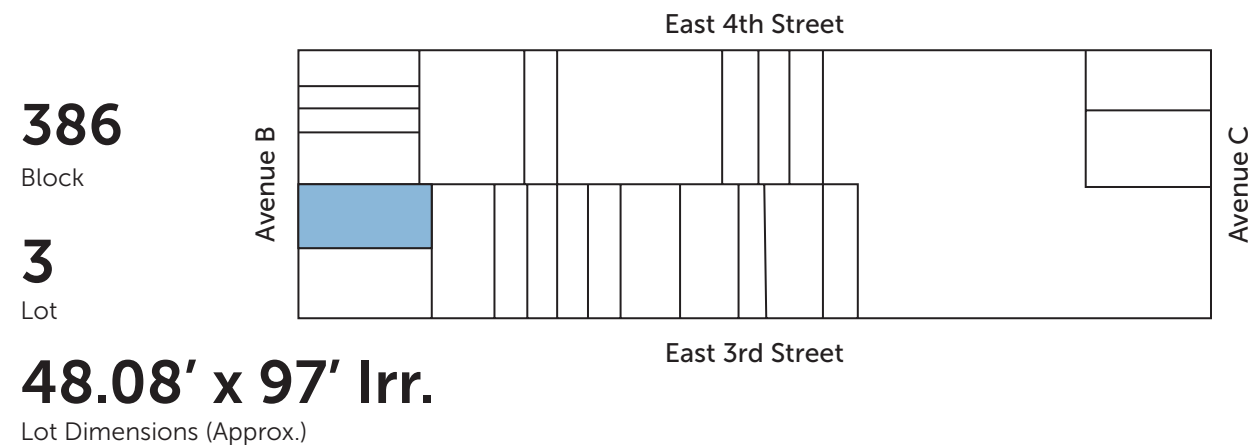 East 4th Street
386
Block
Avenue B
Avenue C
3
Lot
East 3rd Street
48.08’ x 97’ Irr.
Lot Dimensions (Approx.)